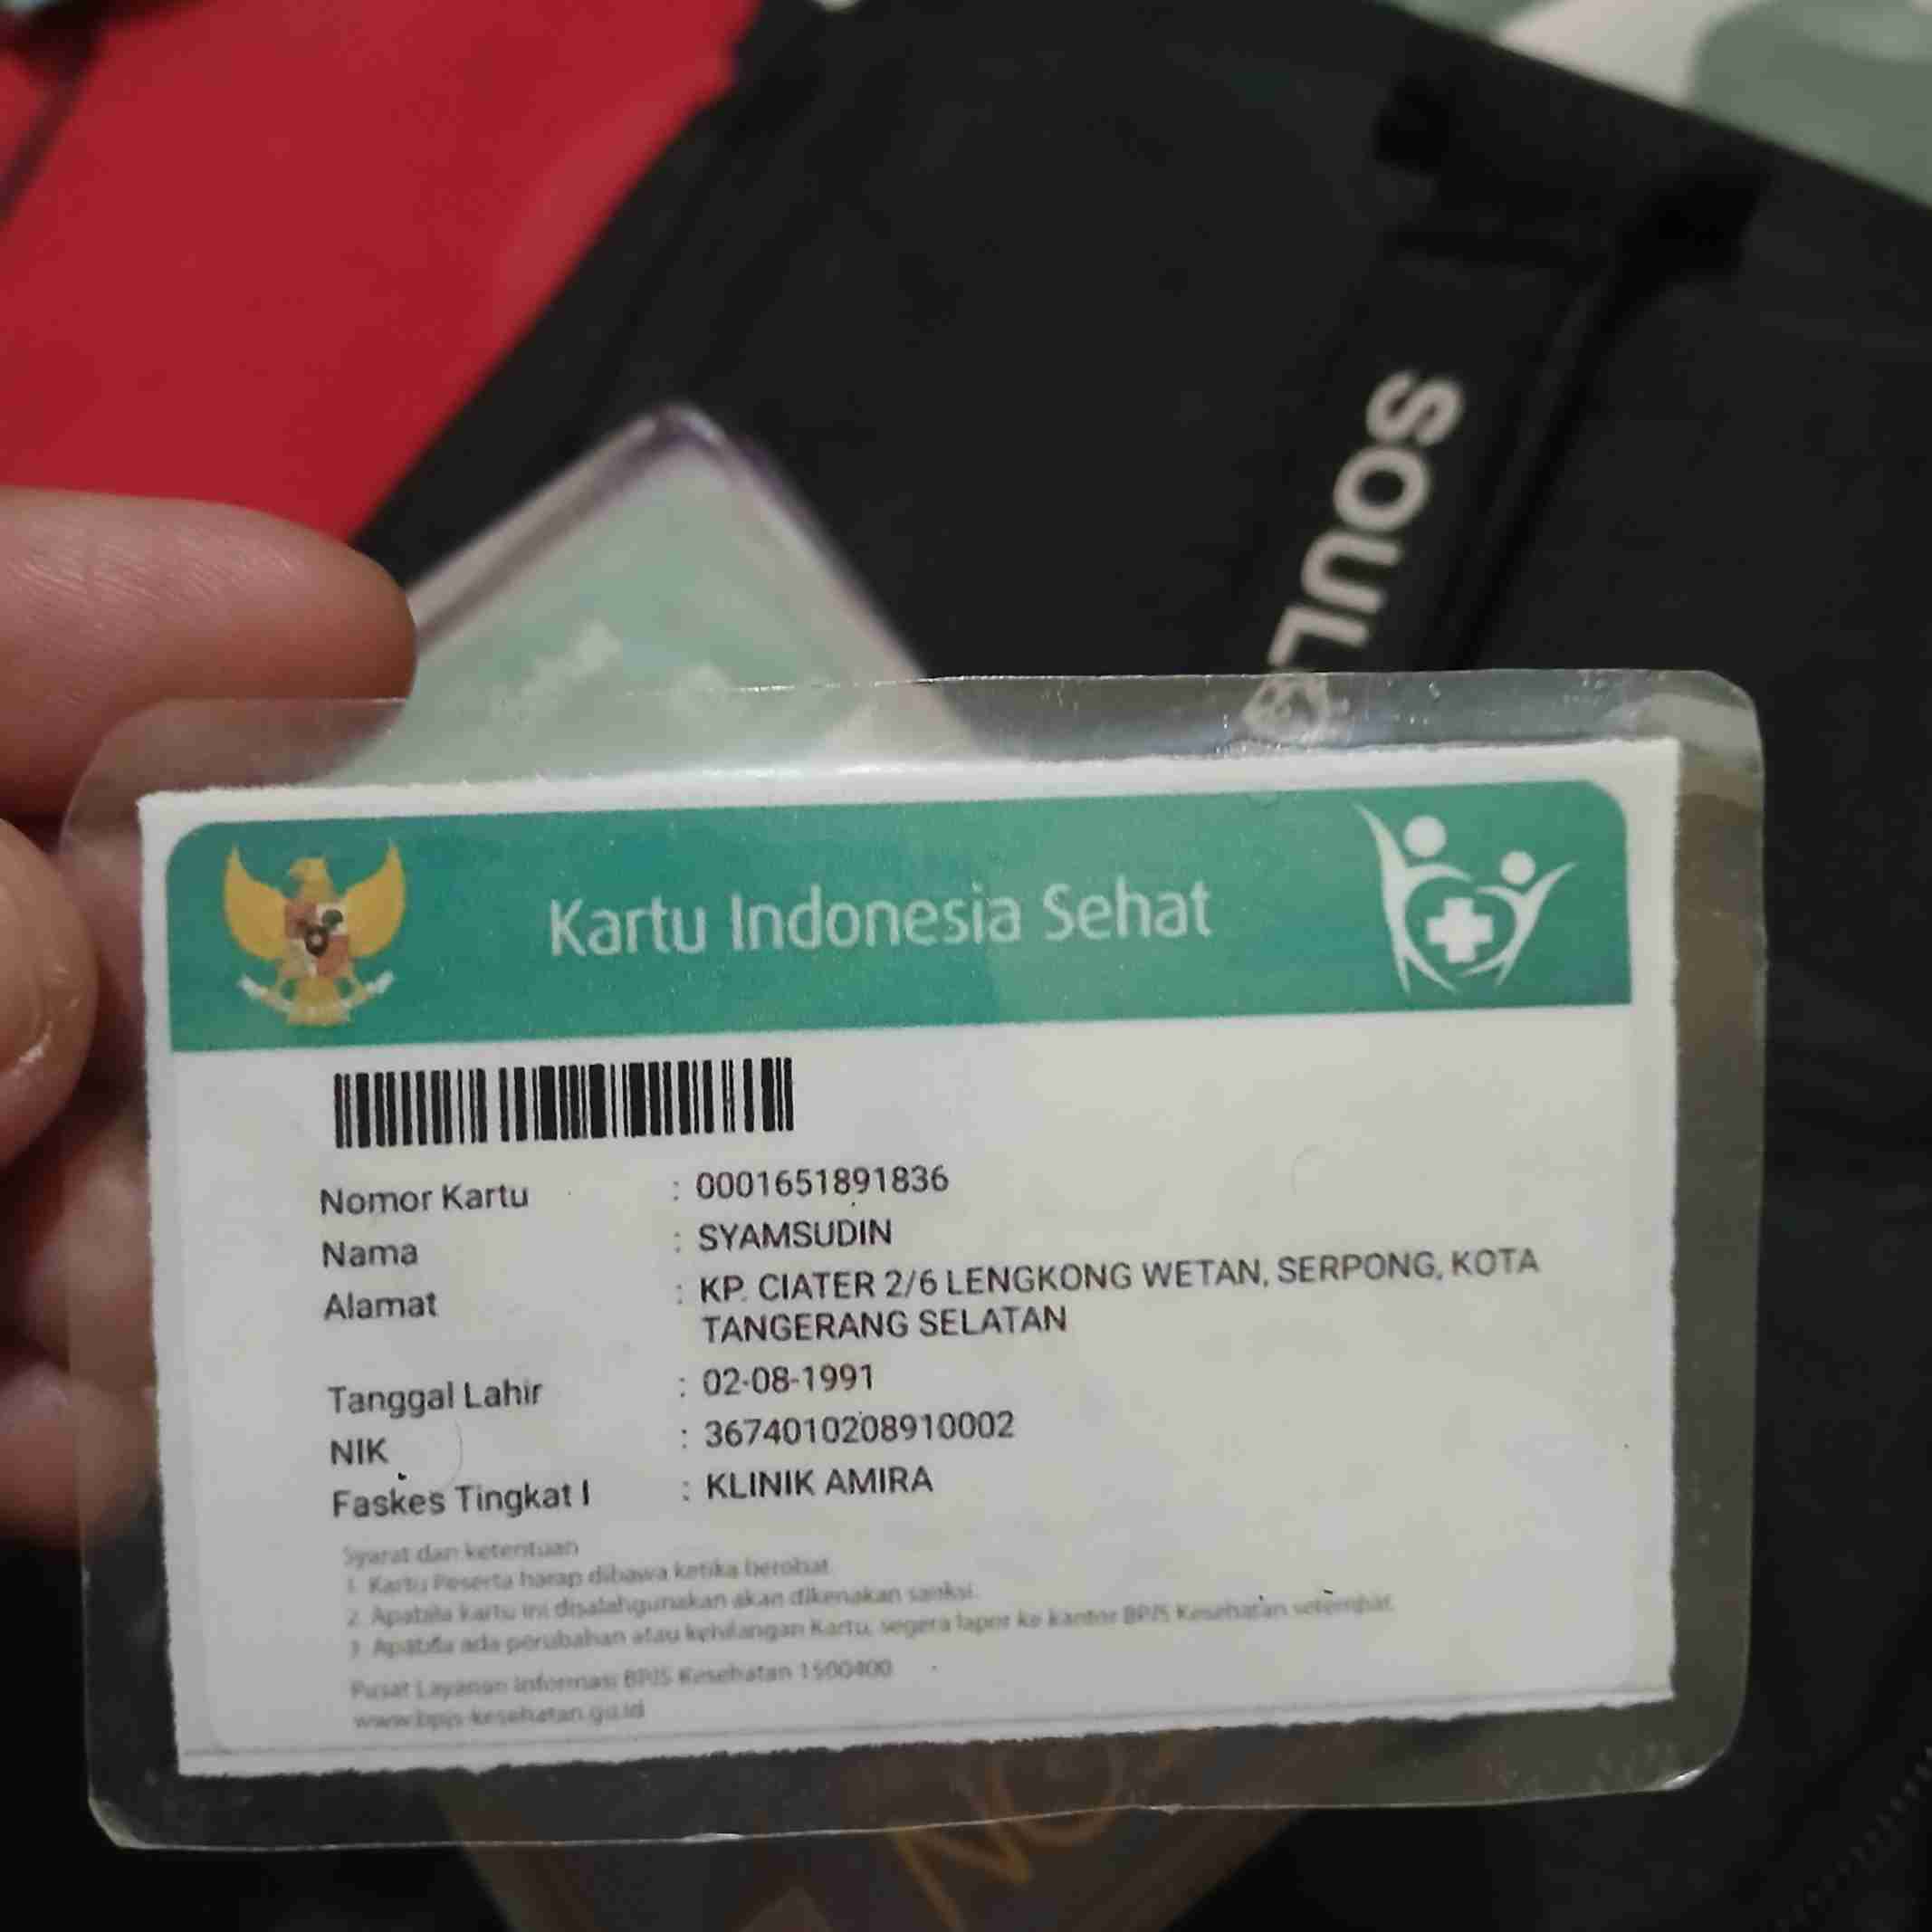 SOUL
Kartu Indonesia Sehat
Nomor Kartu : 0001651891836
Nama : SYAMSUDIN
Alamat : KP. CIATER 2/6 LENGKONG WETAN, SERPONG, KOTA
TANGERANG SELATAN
Tanggal Lahir : 02-08-1991
NIK : 3674010208910002
Faskes Tingkat I : KLINIK AMIRA
Syarat dan ketentuan
1. Kartu Peserta harap dibawa ketika berobat
2. Apabila kartu ini disalahgunakan akan dikenakan sanksi.
3. Apabila ada perubahan atau kehilangan Kartu, segera lapor ke kantor BPJS Kesehatan setempat.
Pusat Layanan Informasi BPJS Kesehatan 1500400
www.bpjs-kesehatan.go.id